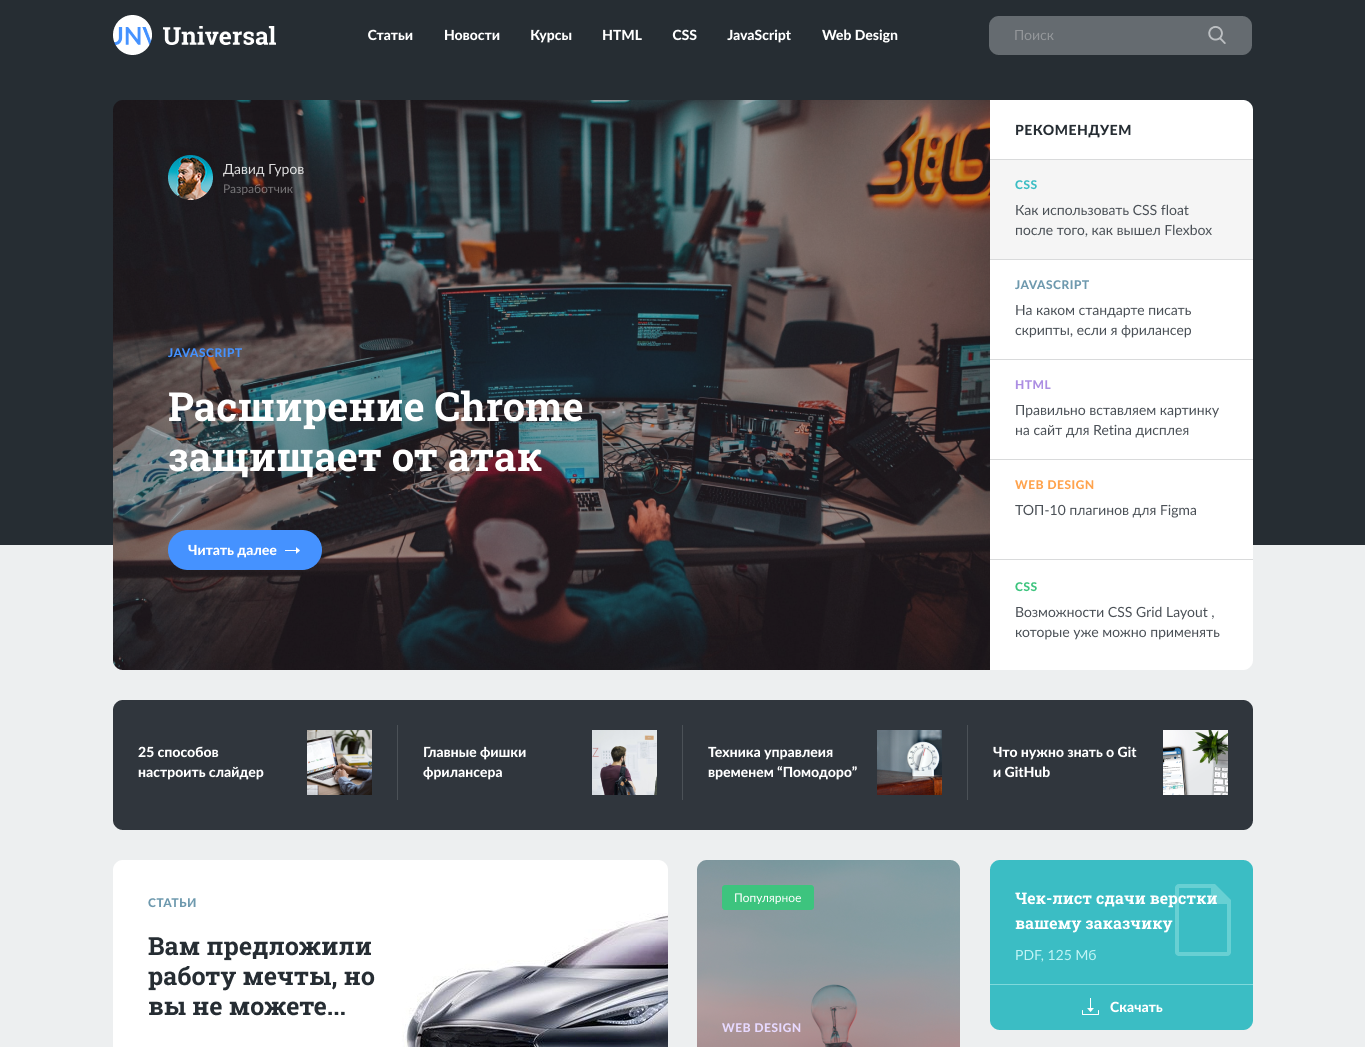 UNI Universal
Статьи
Новости
Курсы
HTML
CSS
JavaScript
Web Design
Поиск
Давид Гуров
Разработчик
JAVASCRIPT
Расширение Chrome
защищает от атак
Читать далее
РЕКОМЕНДУЕМ
CSS
Как использовать CSS float
после того, как вышел Flexbox
JAVASCRIPT
На каком стандарте писать
скрипты, если я фрилансер
HTML
Правильно вставляем картинку
на сайт для Retina дисплея
WEB DESIGN
ТОП-10 плагинов для Figma
CSS
Возможности CSS Grid Layout ,
которые уже можно применять
25 способов
настроить слайдер
Главные фишки
фрилансера
Техника управлеия
временем “Помодоро”
Что нужно знать о Git
и GitHub
СТАТЬИ
Вам предложили
работу мечты, но
вы не можете...
Популярное
WEB DESIGN
Чек-лист сдачи верстки
вашему заказчику
PDF, 125 Мб
Скачать